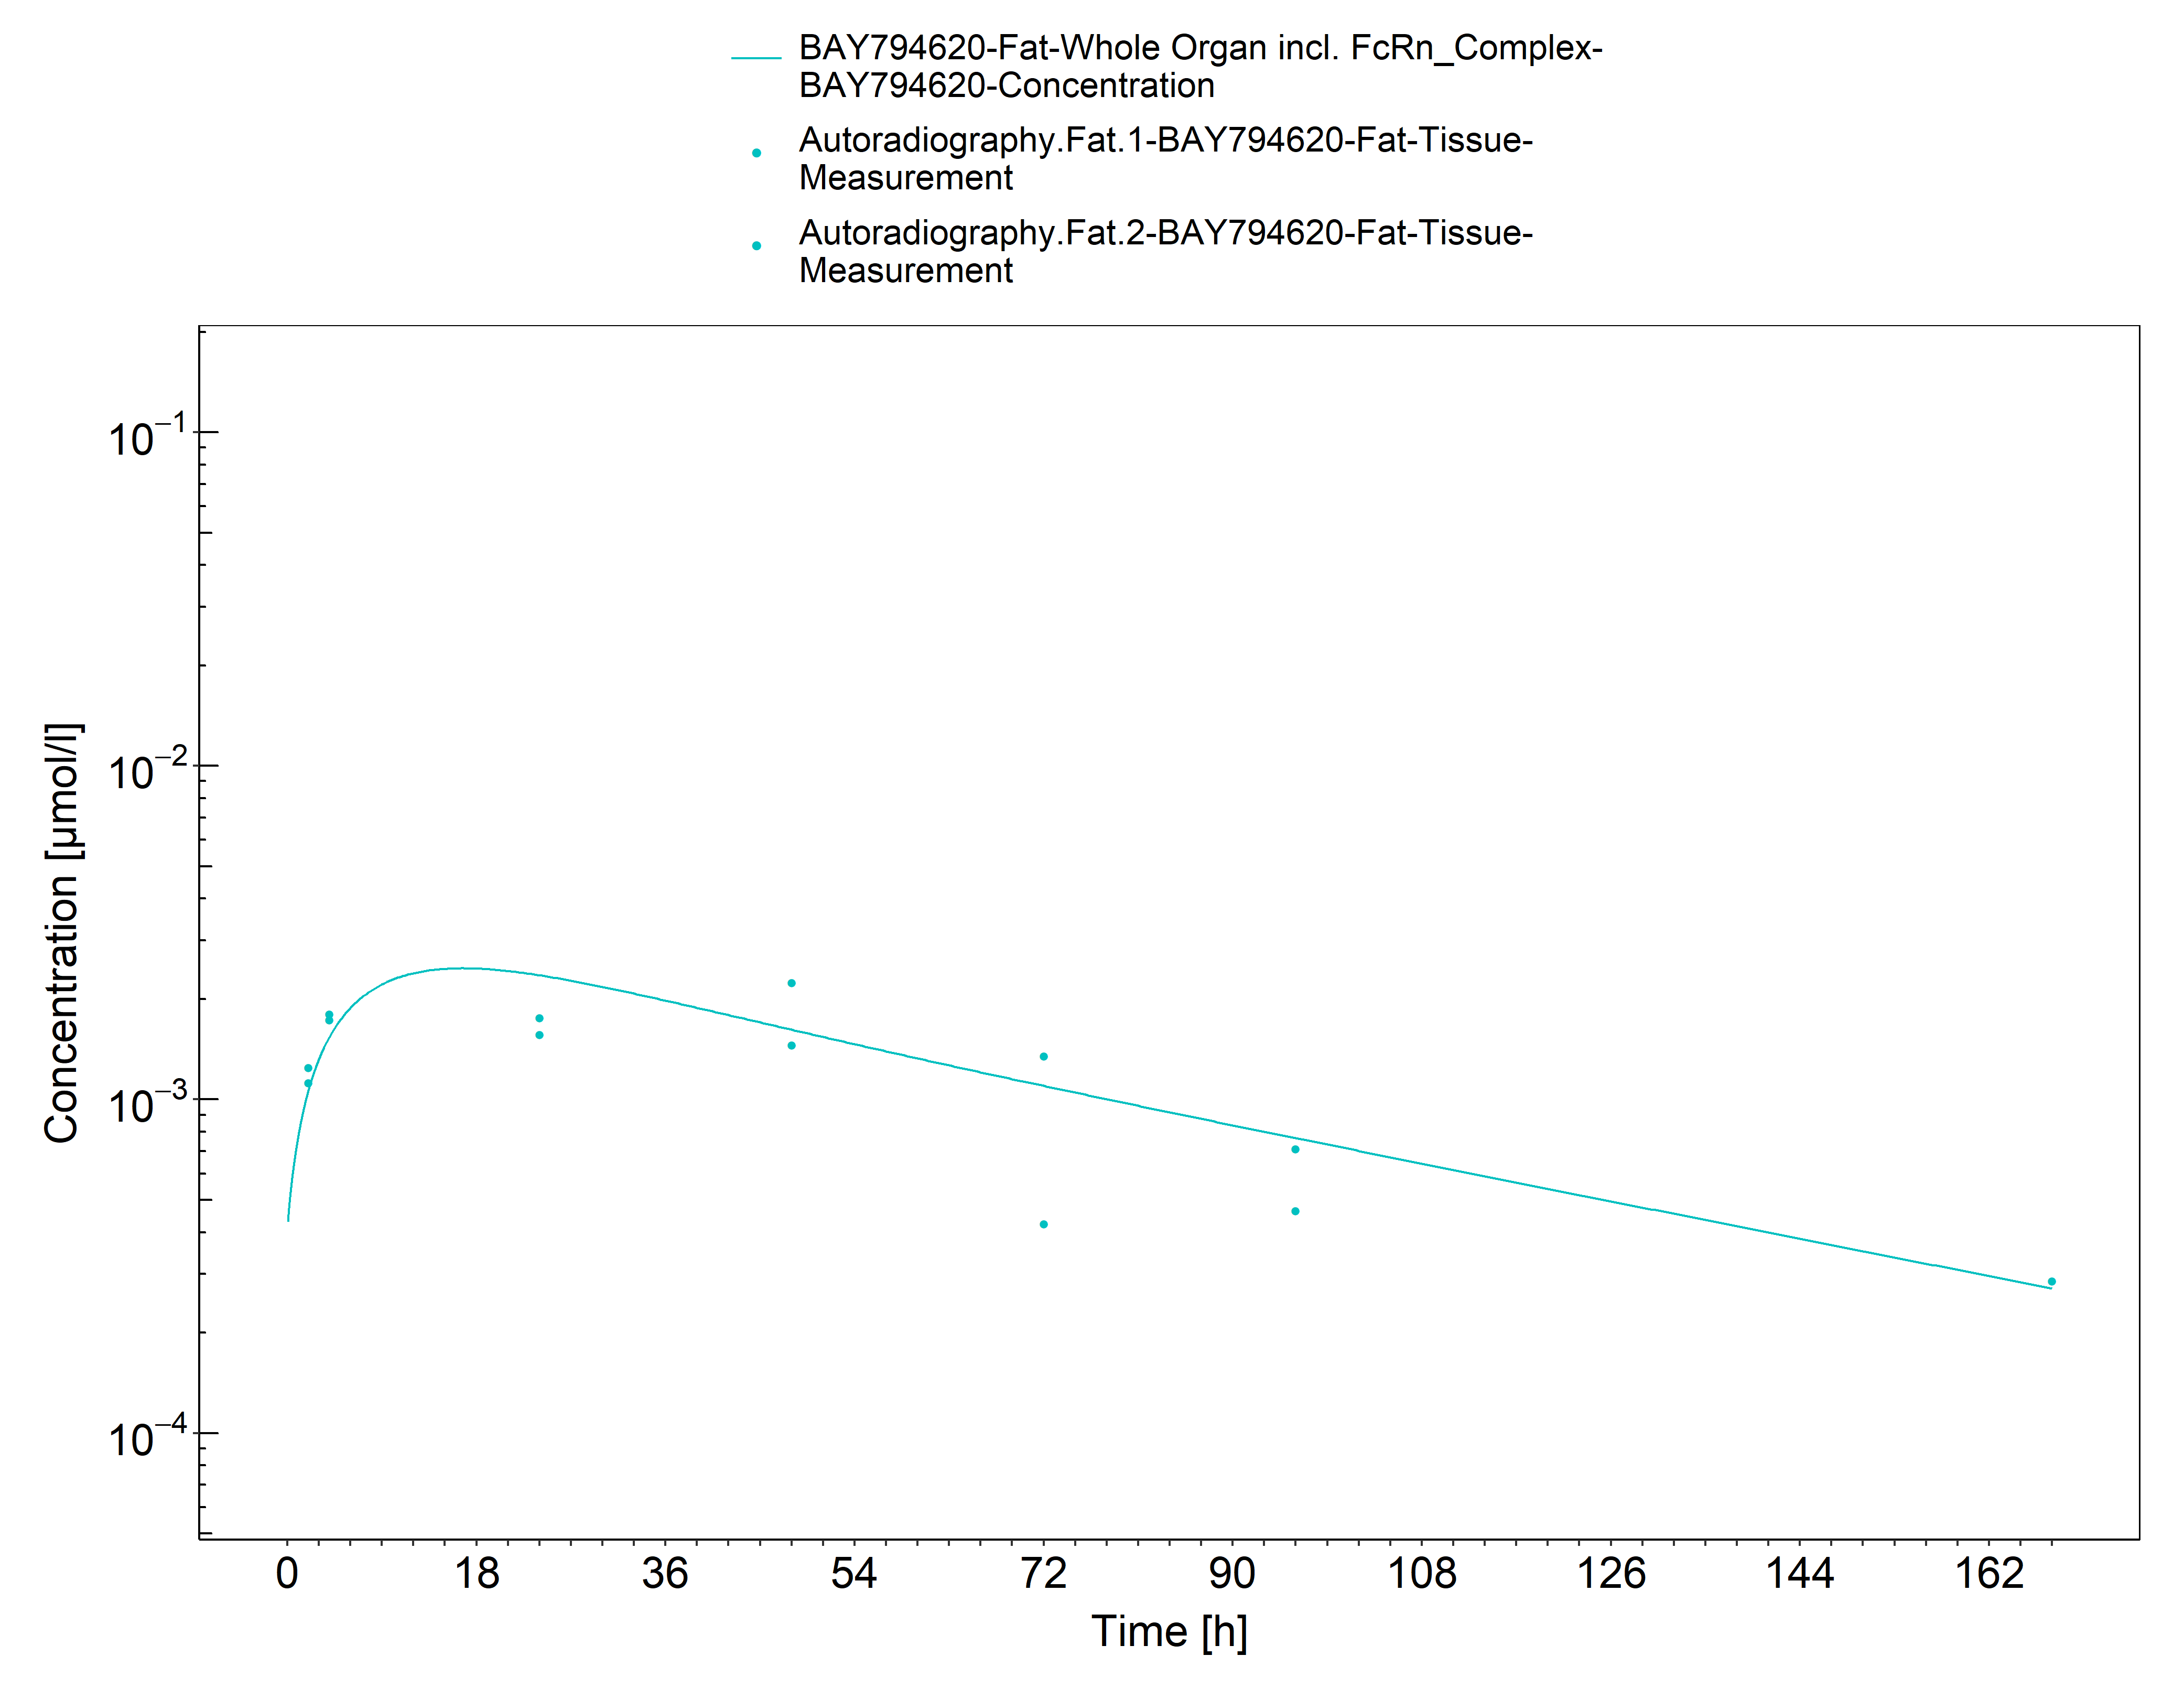 BAY794620-Fat-Whole Organ incl. FcRn_Complex-
BAY794620-Concentration
Autoradiography.Fat.1-BAY794620-Fat-Tissue-
Measurement
Autoradiography.Fat.2-BAY794620-Fat-Tissue-
Measurement
10⁻¹
10⁻²
10⁻³
10⁻⁴
Concentration [µmol/l]
0 18 36 54 72 90 108 126 144 162
Time [h]